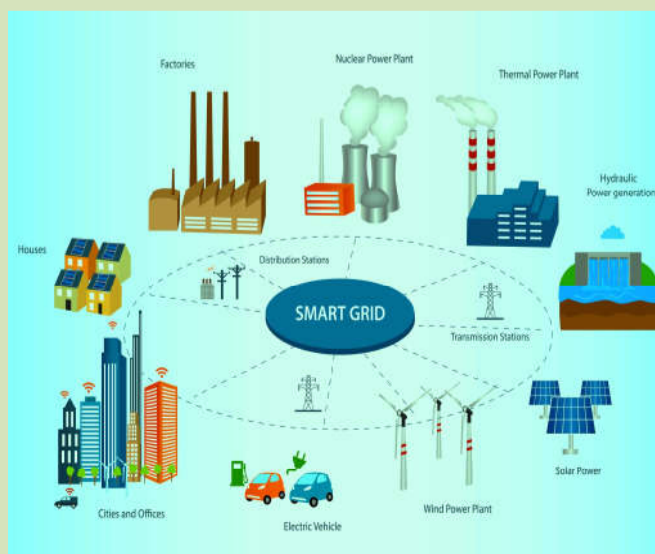 Nuclear Power Plant
Factories
Thermal Power Plant
Hydraulic
Power generation
Houses
Distribution Stations
SMART GRID
Transmission Stations
Solar Power
Cities and Offices
Electric Vehicle
Wind Power Plant